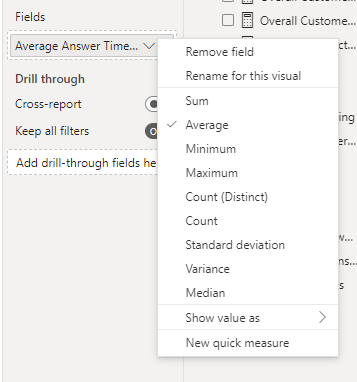 Fields
Overall Custome...
Overall Custome...
Average Answer Time...
Remove field
Rename for this visual
Drill through
Cross-report
Keep all filters
Add drill-through fields he
Sum
Average
Minimum
Maximum
Count (Distinct)
Count
Standard deviation
Variance
Median
Show value as
New quick measure